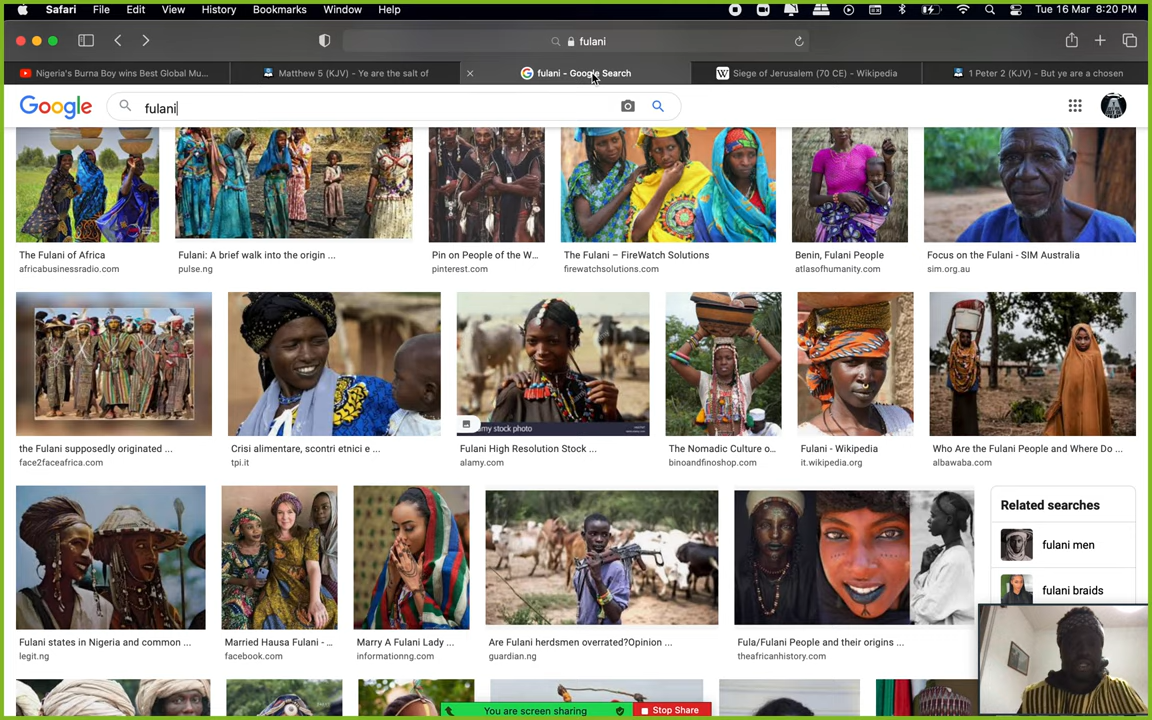 Safari File Edit View History Bookmarks Window Help Tue 16 Mar 8:20 PM
fulani
Nigeria's Burna Boy wins Best Global Mu... Matthew 5 (KJV) - Ye are the salt of fulani - Google Search Siege of Jerusalem (70 CE) - Wikipedia 1 Peter 2 (KJV) - But ye are a chosen
Google fulani
The Fulani of Africa Fulani: A brief walk into the origin ... Pin on People of the W... The Fulani – FireWatch Solutions Benin, Fulani People Focus on the Fulani - SIM Australia
africabusinessradio.com pulse.ng pinterest.com firewatchsolutions.com atlasofhumanity.com sim.org.au
amy stock photo
the Fulani supposedly originated ... Crisi alimentare, scontri etnici e ... Fulani High Resolution Stock ... The Nomadic Culture o... Fulani - Wikipedia Who Are the Fulani People and Where Do ...
face2faceafrica.com tpi.it alamy.com binoandfinoshop.com it.wikipedia.org albawaba.com
Related searches
fulani men
fulani braids
Fulani states in Nigeria and common ... Married Hausa Fulani - ... Marry A Fulani Lady ... Are Fulani herdsmen overrated?Opinion ... Fula/Fulani People and their origins ...
legit.ng facebook.com informationng.com guardian.ng theafricanhistory.com
You are screen sharing Stop Share